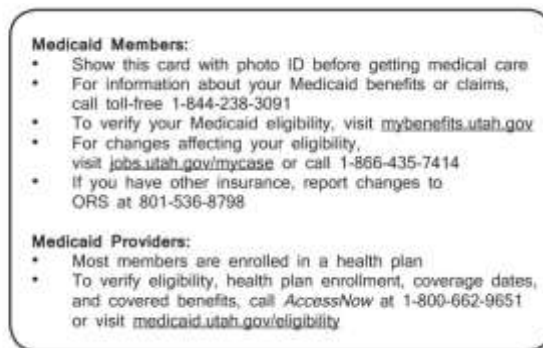 Medicaid Members:
• Show this card with photo ID before getting medical care
• For information about your Medicaid benefits or claims,
call toll-free 1-844-238-3091
• To verify your Medicaid eligibility, visit mybenefits.utah.gov
• For changes affecting your eligibility,
visit jobs.utah.gov/mycase or call 1-866-435-7414
• If you have other insurance, report changes to
ORS at 801-536-8798
Medicaid Providers:
• Most members are enrolled in a health plan
• To verify eligibility, health plan enrollment, coverage dates,
and covered benefits, call AccessNow at 1-800-662-9651
or visit medicaid.utah.gov/eligibility